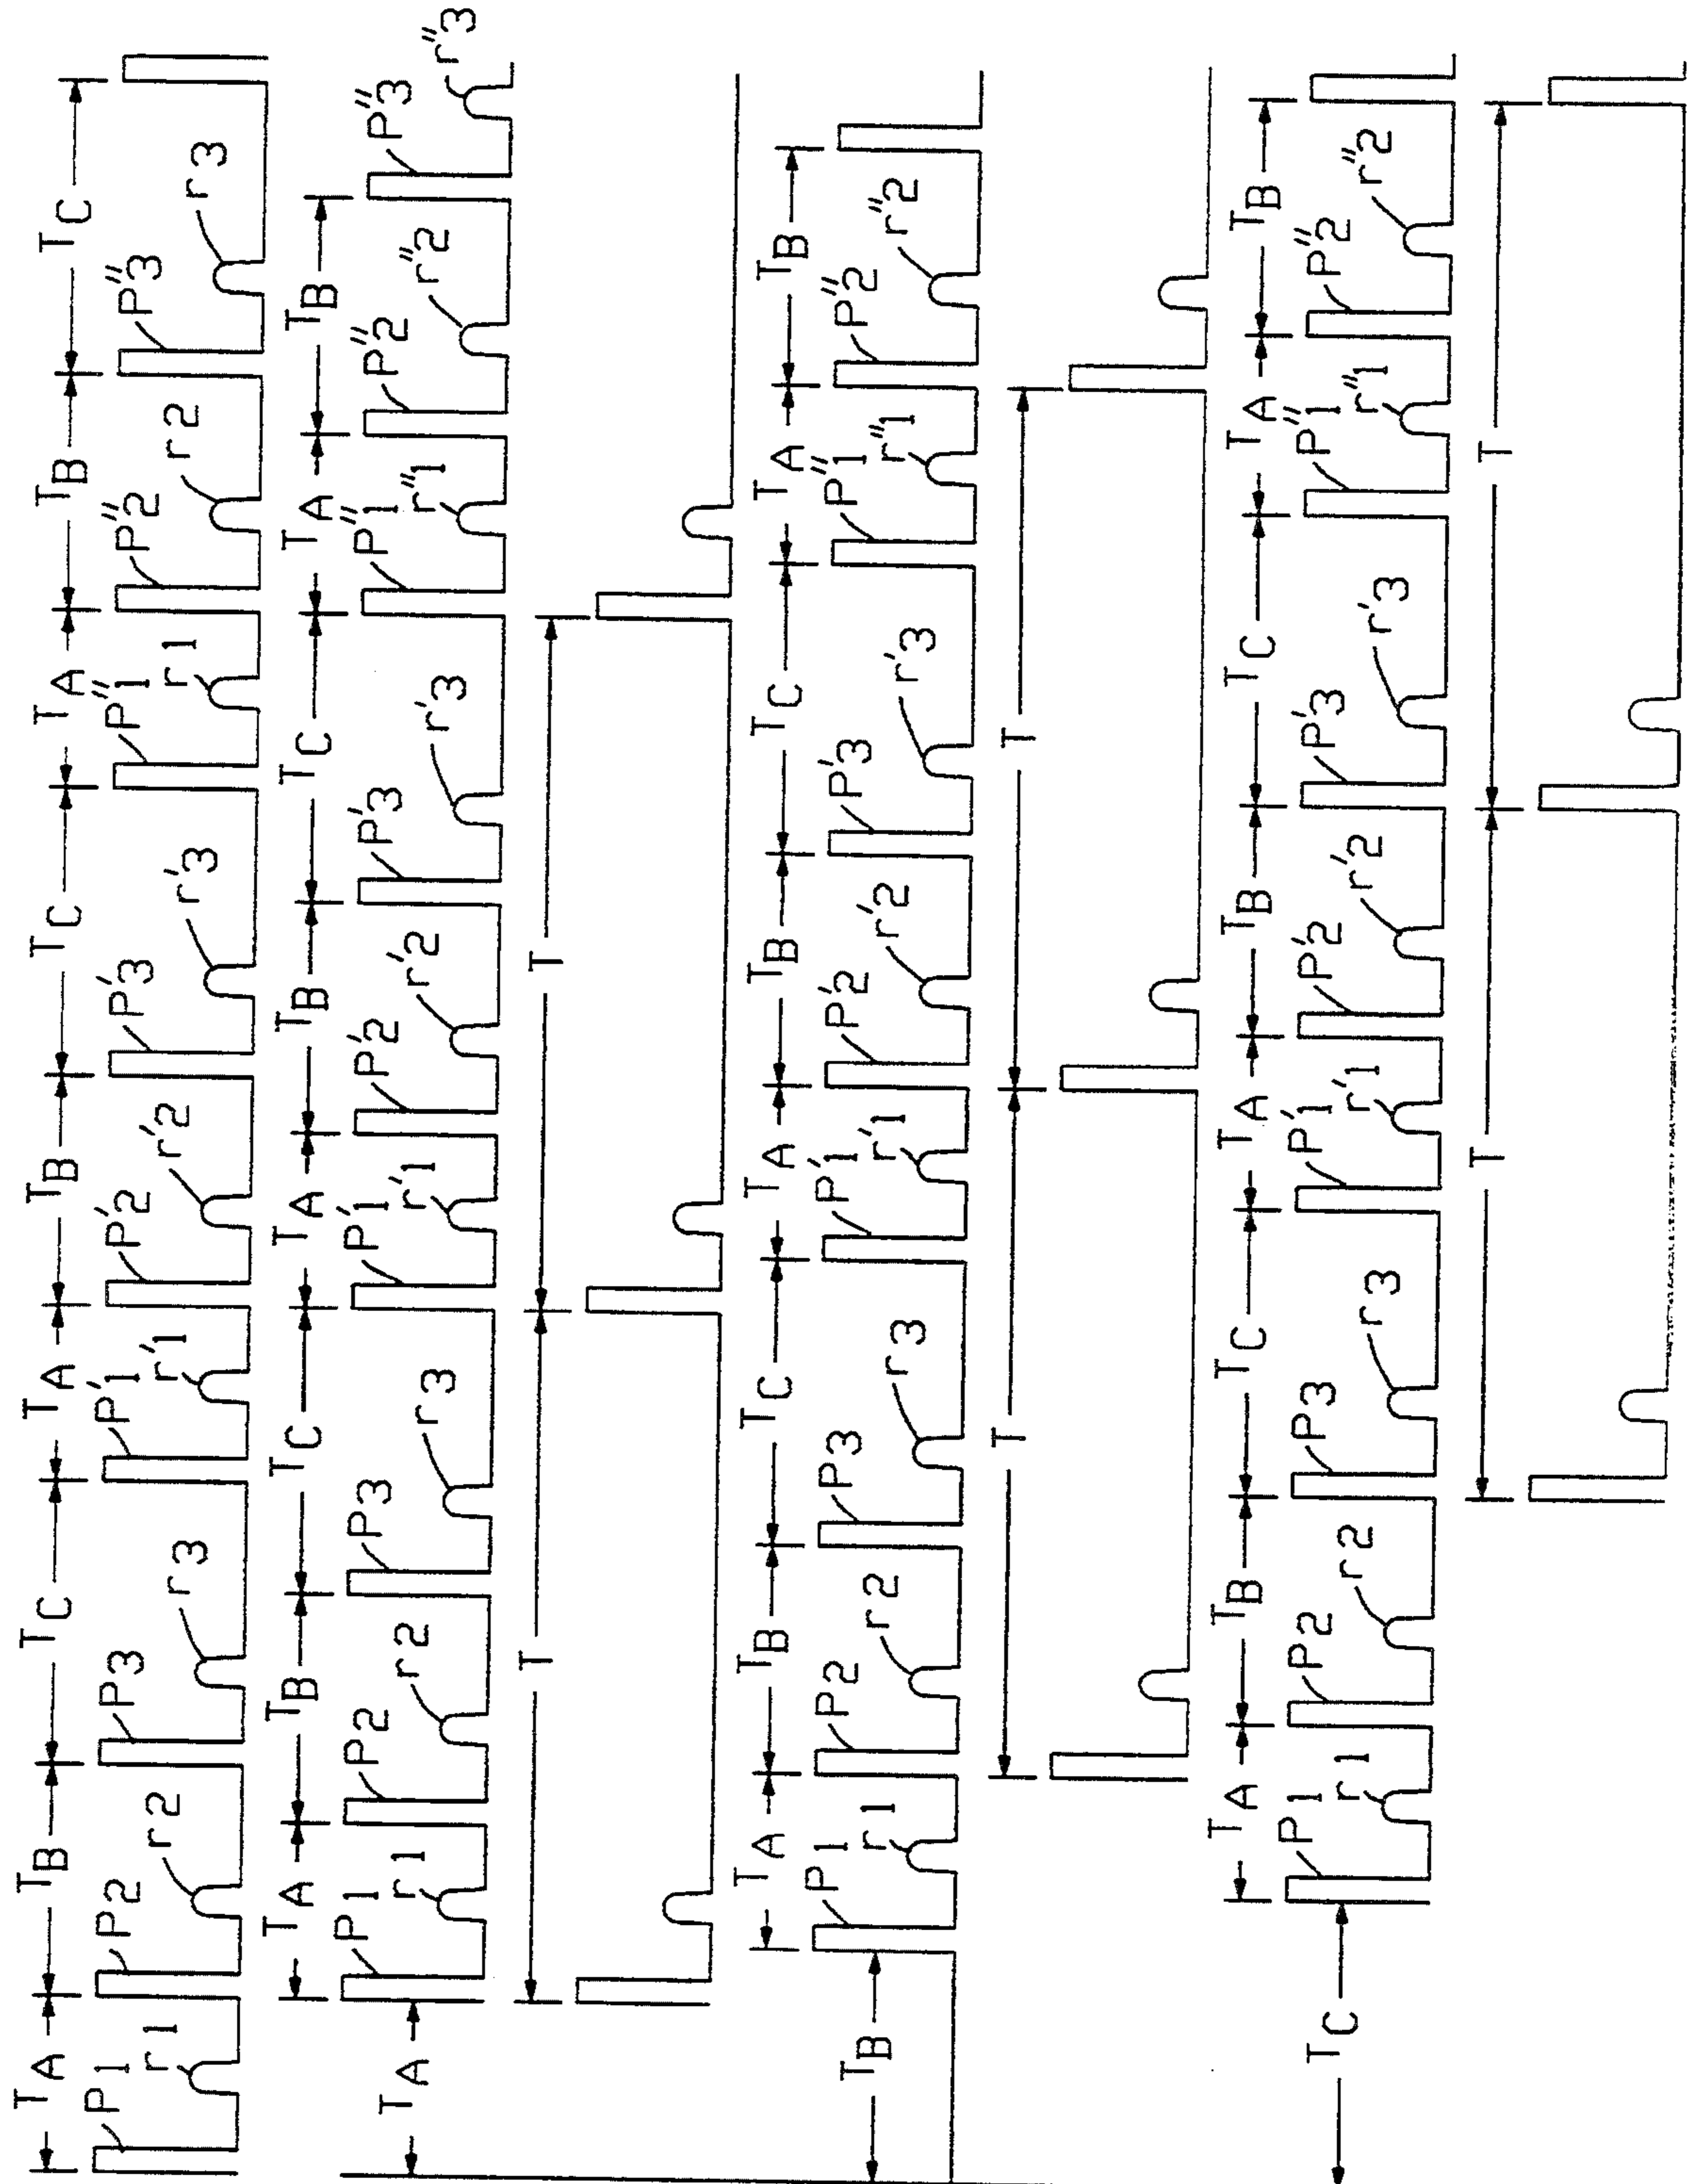 TA TB TC TA TB TC TA TB TC
P1 P2 P3 P'1 P'2 P'3 P"1 P"2 P"3
r1 r2 r3 r'1 r'2 r'3 r1 r2 r3
TA TB TC TA TB TC TA TB
P1 P2 P3 P'1 P'2 P'3 P"1 P"2 P"3
TA r1 r2 r3 r'1 r'2 r'3 r"1 r"2 r"3
T T
TA TB TC TA TB TC TA TB
P1 P2 P3 P'1 P'2 P'3 P"1 P"2
TB r1 r2 r3 r'1 r'2 r'3 r"1 r"2
T T
TA TB TC TA TB TC TA TB
P1 P2 P3 P'1 P'2 P'3 P"1 P"2
TC r1 r2 r3 r'1 r'2 r'3 r"1 r"2
T T